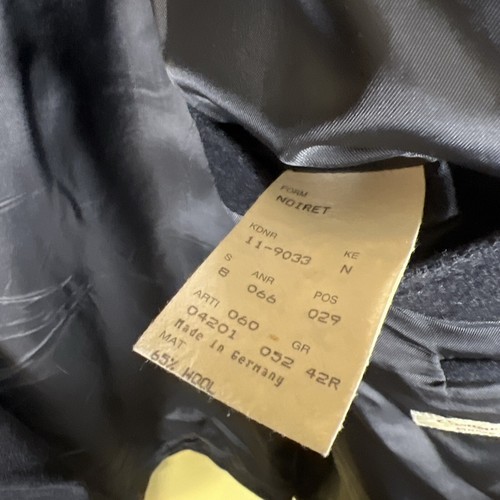 FORM
NOIRET
KDNR KE
11-9033 N
S ANR POS
8 066 029
ARTI 060 GR
04201 052 42R
Made in Germany
MAT
65% WOOL